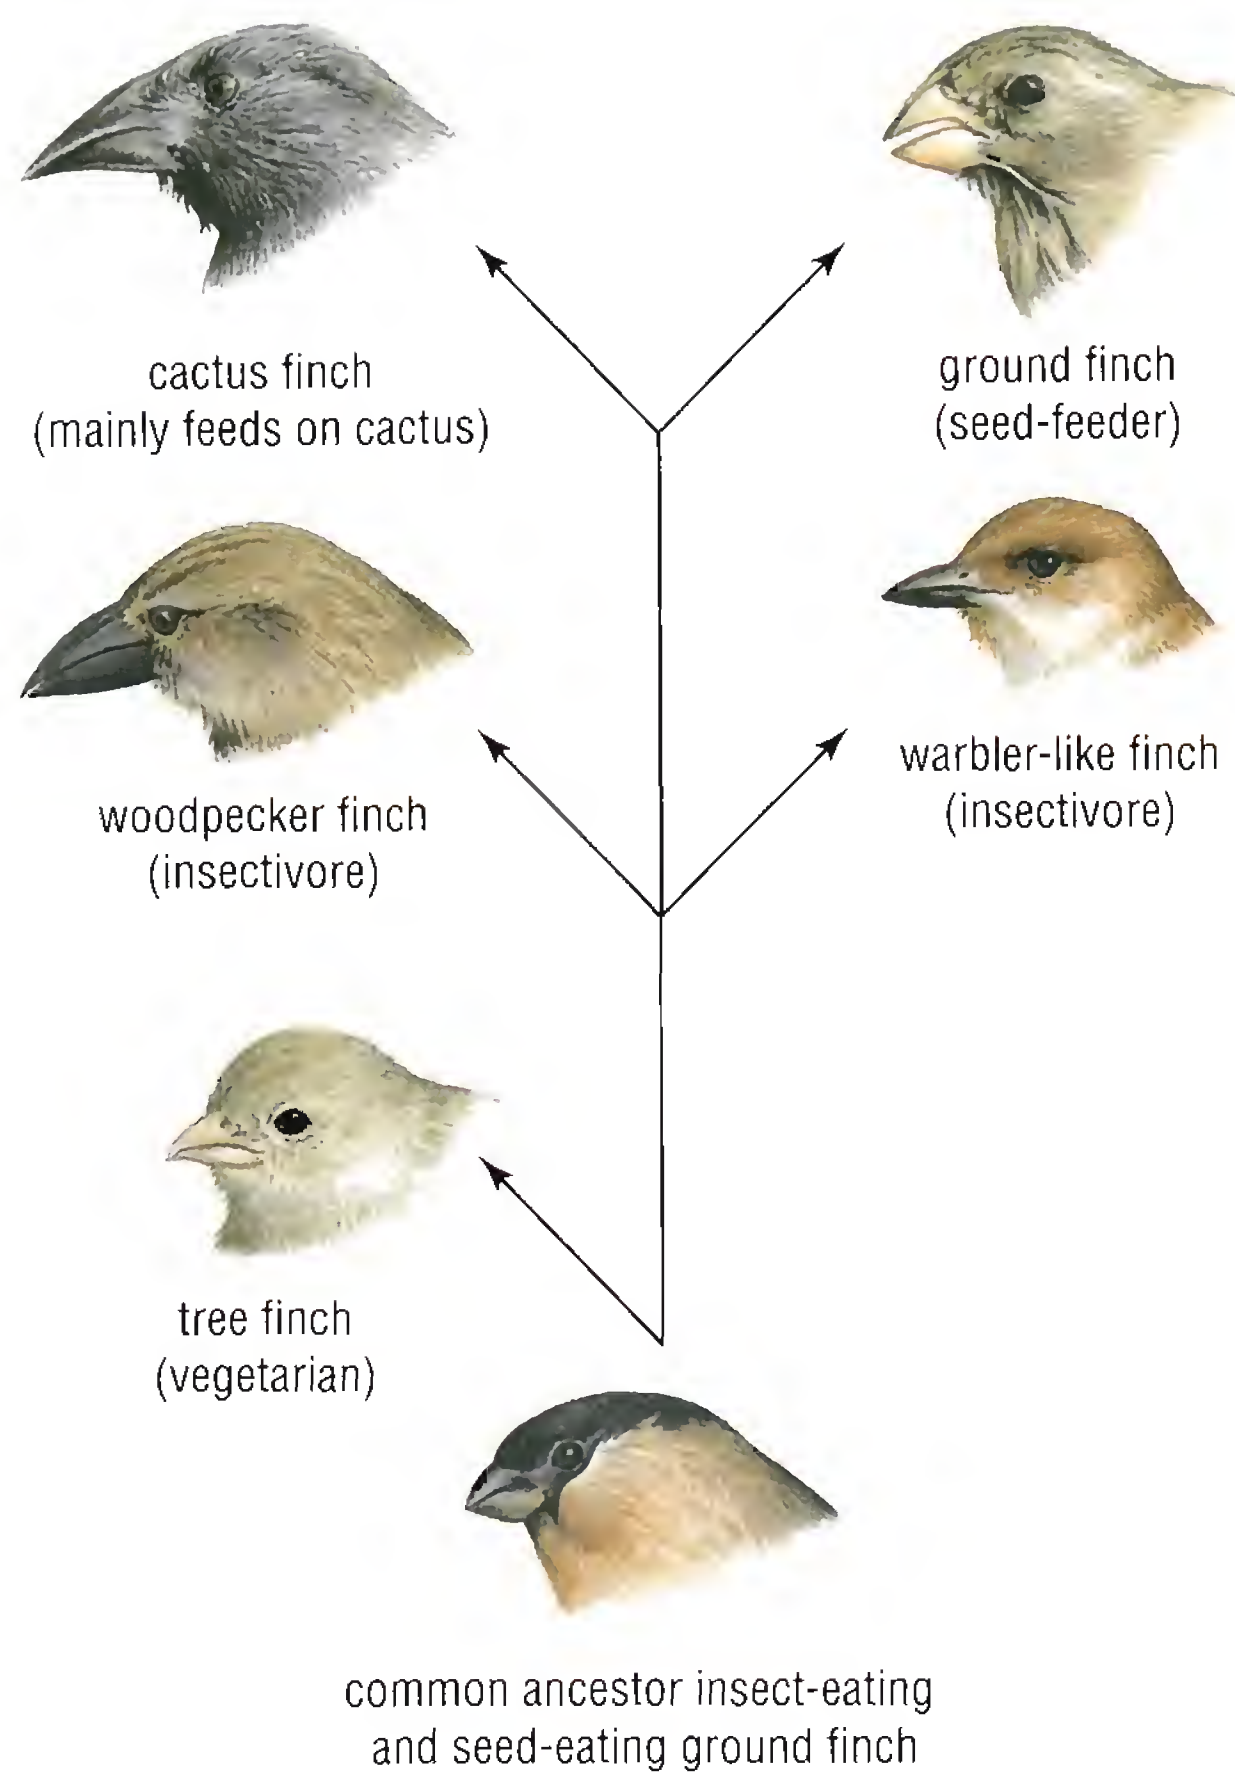 cactus finch
(mainly feeds on cactus)
ground finch
(seed-feeder)
woodpecker finch
(insectivore)
warbler-like finch
(insectivore)
tree finch
(vegetarian)
common ancestor insect-eating
and seed-eating ground finch